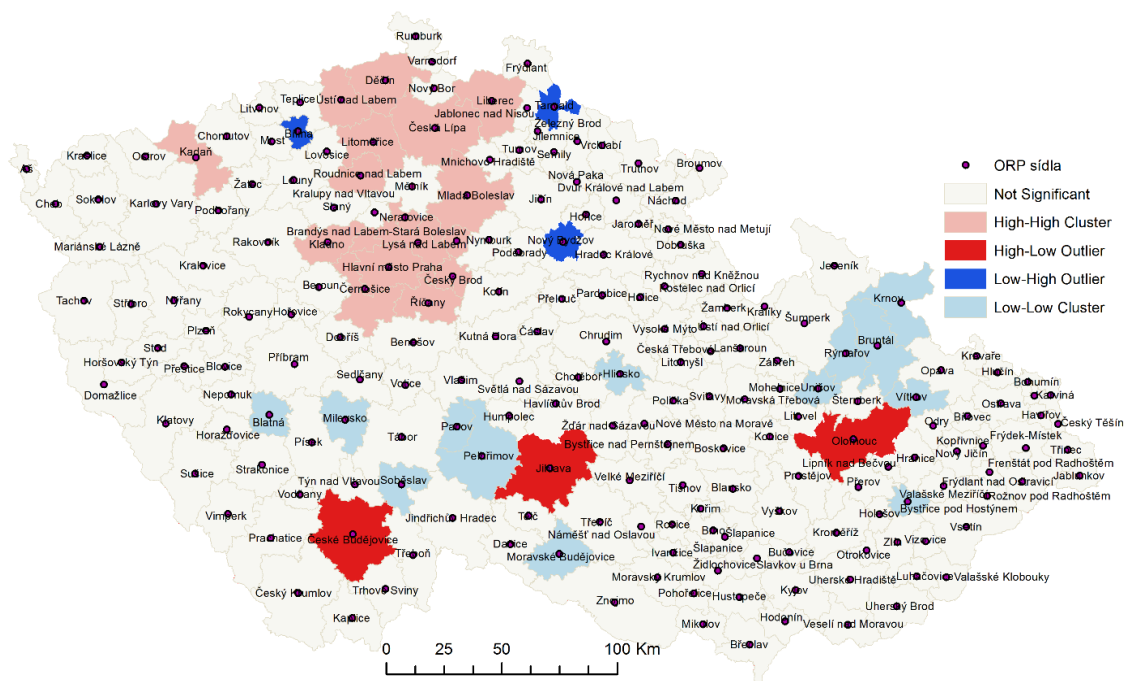 Rumburk
Varnsdorf
Frýdlant
Děčín
Nový Bor
Teplice
Ústí nad Labem
Liberec
Tanvald
Litvínov
Jablonec nad Nisou
Železný Brod
Chomutov
Bílina
Česká Lípa
Jilemnice
Most
Litoměřice
Turnov
Vrchlabí
Kadaň
Lovosice
Semily
Kraslice
Ostrov
Mnichovo Hradiště
Trutnov
Broumov
Aš
Roudnice nad Labem
Nová Paka
Žatec
Louny
Mělník
Dvůr Králové nad Labem
Cheb
Sokolov
Karlovy Vary
Podbořany
Kralupy nad Vltavou
Mladá Boleslav
Jičín
Náchod
Slaný
Neratovice
Hořice
Jaroměř
Nové Město nad Metují
Brandýs nad Labem-Stará Boleslav
Mariánské Lázně
Rakovník
Kladno
Lysá nad Labem
Nymburk
Nový Bydžov
Dobruška
Poděbrady
Hradec Králové
Kralovice
Hlavní město Praha
Český Brod
Rychnov nad Kněžnou
Jeseník
Beroun
Černošice
Kolín
Pardubice
Holice
Kostelec nad Orlicí
Tachov
Stříbro
Nýřany
Říčany
Přelouč
Žamberk
Králíky
Krnov
Rokycany
Hořovice
Plzeň
Dobříš
Benešov
Kutná Hora
Čáslav
Chrudim
Vysoké Mýto
Ústí nad Orlicí
Šumperk
Bruntál
Stod
Česká Třebová
Lanškroun
Rýmařov
Horšovský Týn
Přeštice
Blovice
Příbram
Sedlčany
Vlašim
Světlá nad Sázavou
Chotěboř
Hlinsko
Litomyšl
Zábřeh
Kravaře
Opava
Hlučín
Bohumín
Domažlice
Nepomuk
Votice
Havlíčkův Brod
Polička
Svitavy
Moravská Třebová
Mohelnice
Uničov
Šternberk
Vítkov
Ostrava
Karviná
Havířov
Klatovy
Horažďovice
Blatná
Milevsko
Pacov
Humpolec
Žďár nad Sázavou
Nové Město na Moravě
Litovel
Odry
Bílovec
Český Těšín
Písek
Tábor
Pelhřimov
Jihlava
Bystřice nad Pernštejnem
Boskovice
Konice
Olomouc
Kopřivnice
Frýdek-Místek
Nový Jičín
Třinec
Sušice
Strakonice
Soběslav
Velké Meziříčí
Lipník nad Bečvou
Hranice
Frenštát pod Radhoštěm
Týn nad Vltavou
Tišnov
Blansko
Prostějov
Přerov
Frýdlant nad Ostravicí
Jablunkov
Vodňany
Valašské Meziříčí
Rožnov pod Radhoštěm
Vimperk
Jindřichův Hradec
Telč
Třebíč
Kuřim
Vyškov
Holešov
Bystřice pod Hostýnem
Prachatice
České Budějovice
Náměšť nad Oslavou
Rosice
Brno
Šlapanice
Kroměříž
Vsetín
Zlín
Vizovice
Třeboň
Dačice
Moravské Budějovice
Ivančice
Šlapanice
Bučovice
Otrokovice
Židlochovice
Slavkov u Brna
Český Krumlov
Trhové Sviny
Moravský Krumlov
Pohořelice
Hustopeče
Kyjov
Uherské Hradiště
Luhačovice
Valašské Klobouky
Znojmo
Uherský Brod
Kaplice
Mikulov
Hodonín
Veselí nad Moravou
Břeclav
ORP sídla
Not Significant
High-High Cluster
High-Low Outlier
Low-High Outlier
Low-Low Cluster
0 25 50 100 Km